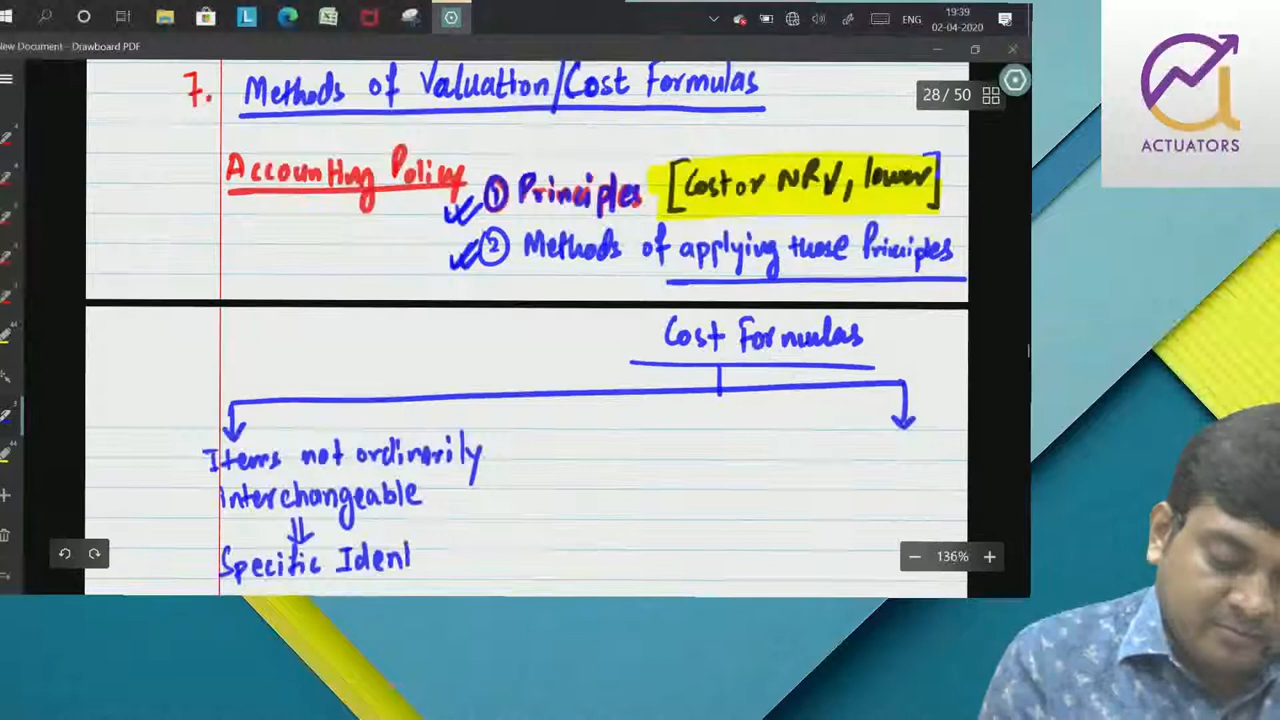 19:39
ENG
02-04-2020
New Document - Drawboard PDF
7. Methods of Valuation/Cost Formulas
28 / 50
ACTUATORS
Accounting Policy
① Principles [Cost or NRV, lower]
② Methods of applying those Principles
Cost Formulas
Items not ordinarily
interchangeable
Specific Iden
136%